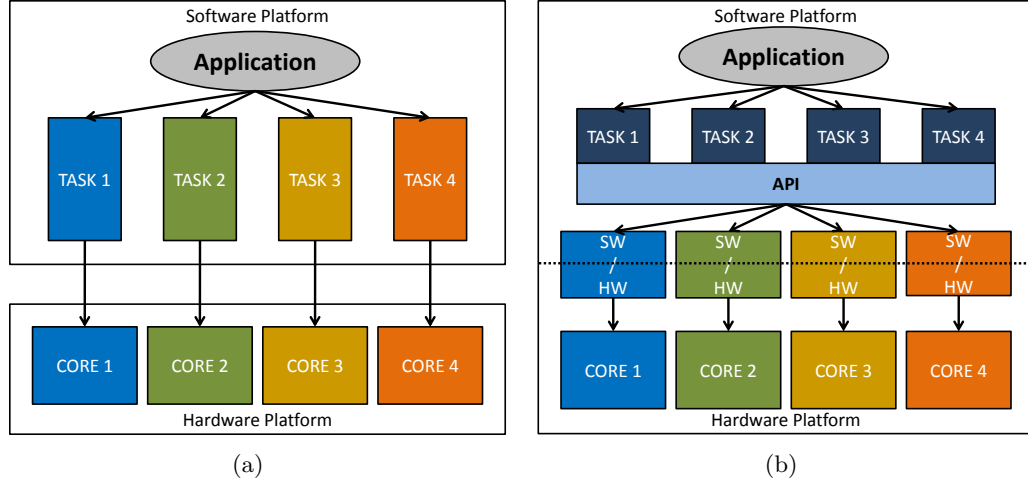 Software Platform
Application
TASK 1
TASK 2
TASK 3
TASK 4
CORE 1
CORE 2
CORE 3
CORE 4
Hardware Platform
(a)
Software Platform
Application
TASK 1
TASK 2
TASK 3
TASK 4
API
SW
/
HW
SW
/
HW
SW
/
HW
SW
/
HW
CORE 1
CORE 2
CORE 3
CORE 4
Hardware Platform
(b)